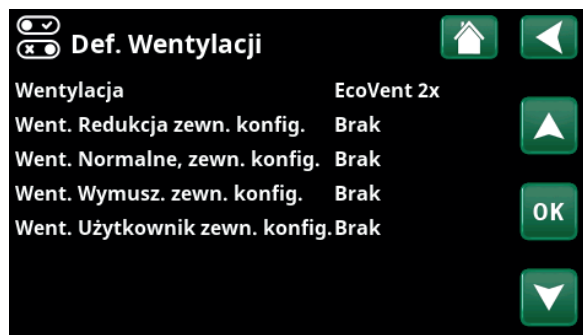 Def. Wentylacji
Wentylacja EcoVent 2x
Went. Redukcja zewn. konfig. Brak
Went. Normalne, zewn. konfig. Brak
Went. Wymusz. zewn. konfig. Brak
Went. Użytkownik zewn. konfig. Brak
OK